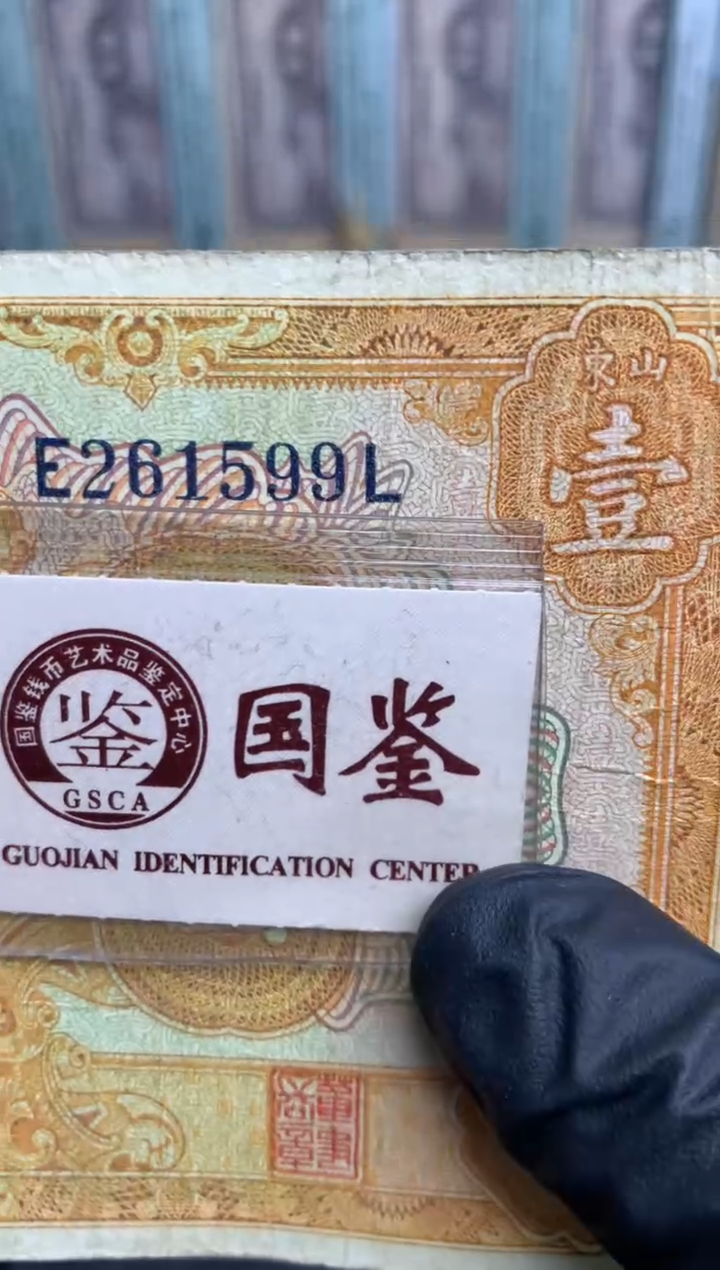 山東
壹
E261599L
国鉴钱币艺术品鉴定中心
鉴
GSCA
国鉴
GUOJIAN IDENTIFICATION CENTER